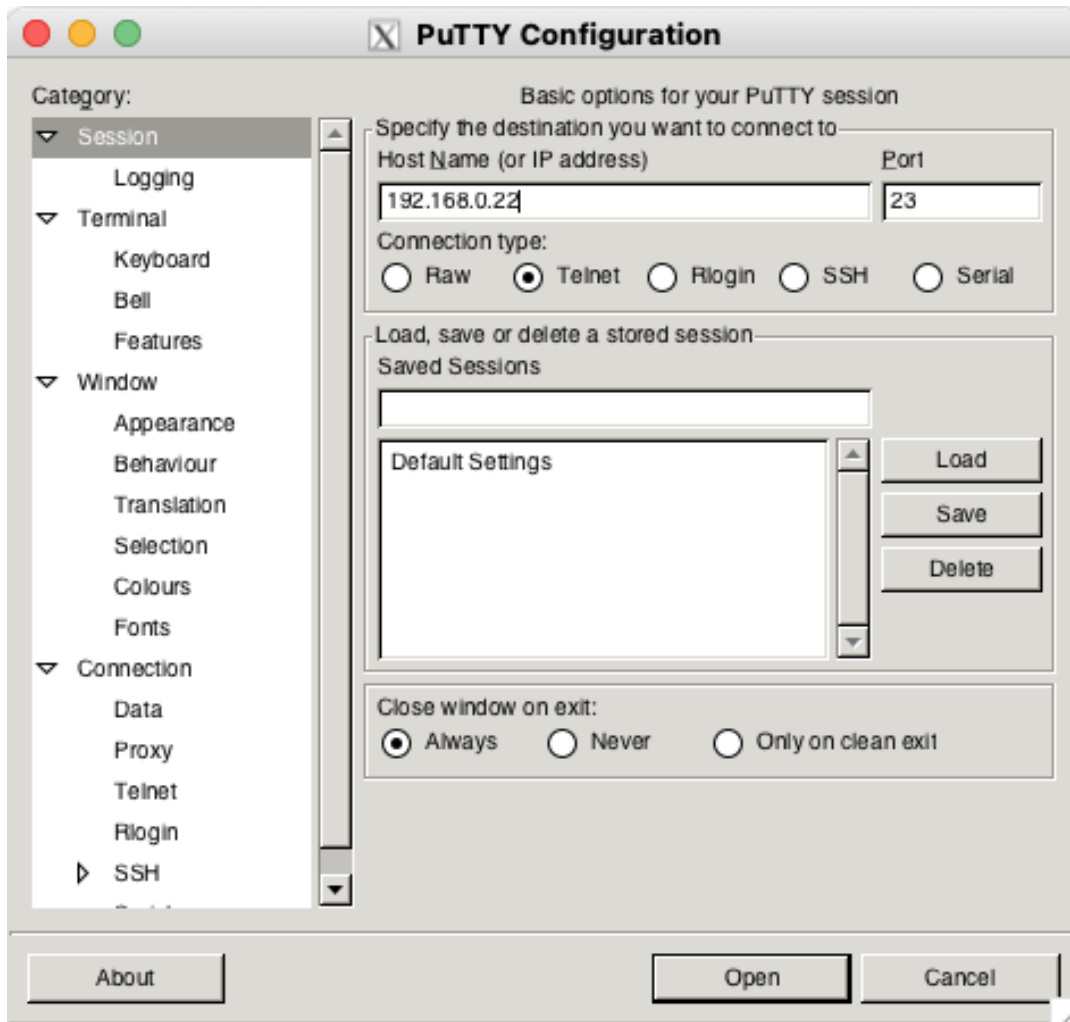 PuTTY Configuration
Category:
Basic options for your PuTTY session
Session
Logging
Terminal
Keyboard
Bell
Features
Window
Appearance
Behaviour
Translation
Selection
Colours
Fonts
Connection
Data
Proxy
Telnet
Rlogin
SSH
Specify the destination you want to connect to
Host Name (or IP address) Port
192.168.0.22 23
Connection type:
Raw Telnet Rlogin SSH Serial
Load, save or delete a stored session
Saved Sessions
Default Settings
Load
Save
Delete
Close window on exit:
Always Never Only on clean exit
About Open Cancel